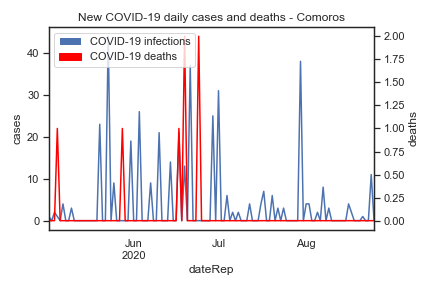 New COVID-19 daily cases and deaths - Comoros
COVID-19 infections
COVID-19 deaths
cases
40
30
20
10
0
deaths
2.00
1.75
1.50
1.25
1.00
0.75
0.50
0.25
0.00
Jun
2020
Jul
Aug
dateRep